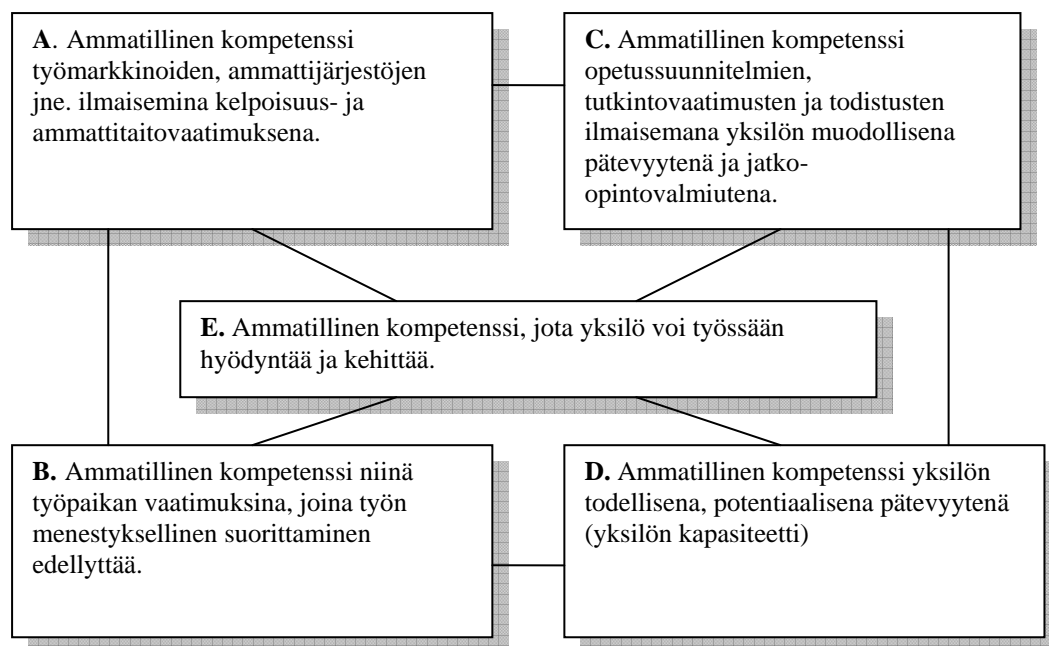 A. Ammatillinen kompetenssi
työmarkkinoiden, ammattijärjestöjen
jne. ilmaisemina kelpoisuus- ja
ammattitaitovaatimuksena.
C. Ammatillinen kompetenssi
opetussuunnitelmien,
tutkintovaatimusten ja todistusten
ilmaisemana yksilön muodollisena
pätevyytenä ja jatko-
opintovalmiutena.
E. Ammatillinen kompetenssi, jota yksilö voi työssään
hyödyntää ja kehittää.
B. Ammatillinen kompetenssi niinä
työpaikan vaatimuksina, joina työn
menestyksellinen suorittaminen
edellyttää.
D. Ammatillinen kompetenssi yksilön
todellisena, potentiaalisena pätevyytenä
(yksilön kapasiteetti)